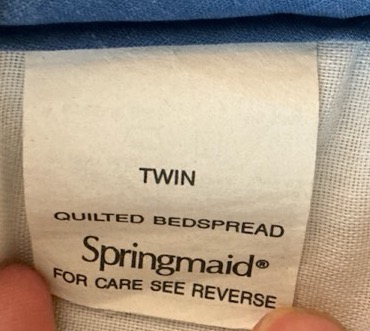 TWIN
QUILTED BEDSPREAD
Springmaid®
FOR CARE SEE REVERSE